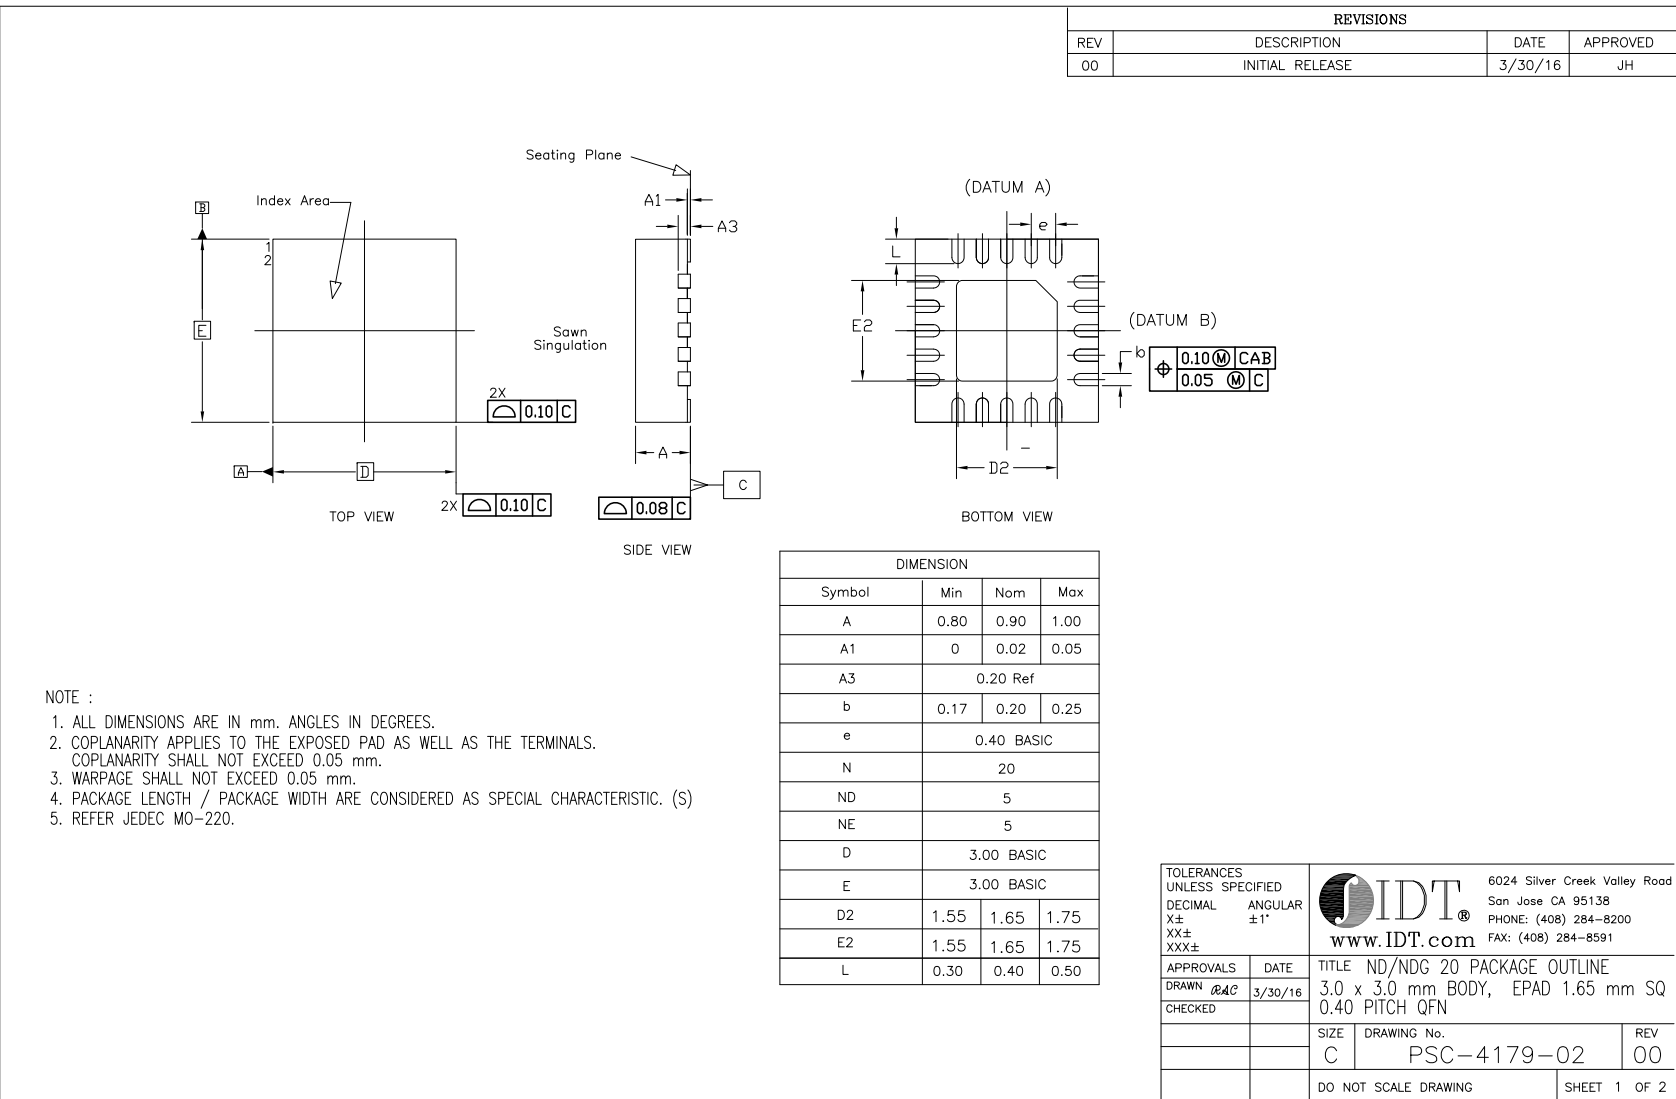 REVISIONS
REV DESCRIPTION DATE APPROVED
00 INITIAL RELEASE 3/30/16 JH
Seating Plane
Index Area
B
1
2
E
A
D
2X
0.10 C
2X
0.10 C
TOP VIEW
Sawn
Singulation
A1
A3
A
C
0.08 C
SIDE VIEW
(DATUM A)
e
L
E2
(DATUM B)
b
0.10 Ⓜ CAB
0.05 Ⓜ C
D2
BOTTOM VIEW
DIMENSION
Symbol Min Nom Max
A 0.80 0.90 1.00
A1 0 0.02 0.05
A3 0.20 Ref
b 0.17 0.20 0.25
e 0.40 BASIC
N 20
ND 5
NE 5
D 3.00 BASIC
E 3.00 BASIC
D2 1.55 1.65 1.75
E2 1.55 1.65 1.75
L 0.30 0.40 0.50
NOTE :
1. ALL DIMENSIONS ARE IN mm. ANGLES IN DEGREES.
2. COPLANARITY APPLIES TO THE EXPOSED PAD AS WELL AS THE TERMINALS.
COPLANARITY SHALL NOT EXCEED 0.05 mm.
3. WARPAGE SHALL NOT EXCEED 0.05 mm.
4. PACKAGE LENGTH / PACKAGE WIDTH ARE CONSIDERED AS SPECIAL CHARACTERISTIC. (S)
5. REFER JEDEC MO-220.
TOLERANCES
UNLESS SPECIFIED
DECIMAL ANGULAR
X± ±1°
XX±
XXX±
IDT®
www.IDT.com
6024 Silver Creek Valley Road
San Jose CA 95138
PHONE: (408) 284-8200
FAX: (408) 284-8591
APPROVALS DATE
DRAWN RAC 3/30/16
CHECKED
TITLE ND/NDG 20 PACKAGE OUTLINE
3.0 x 3.0 mm BODY, EPAD 1.65 mm SQ
0.40 PITCH QFN
SIZE DRAWING No. REV
C PSC-4179-02 00
DO NOT SCALE DRAWING SHEET 1 OF 2